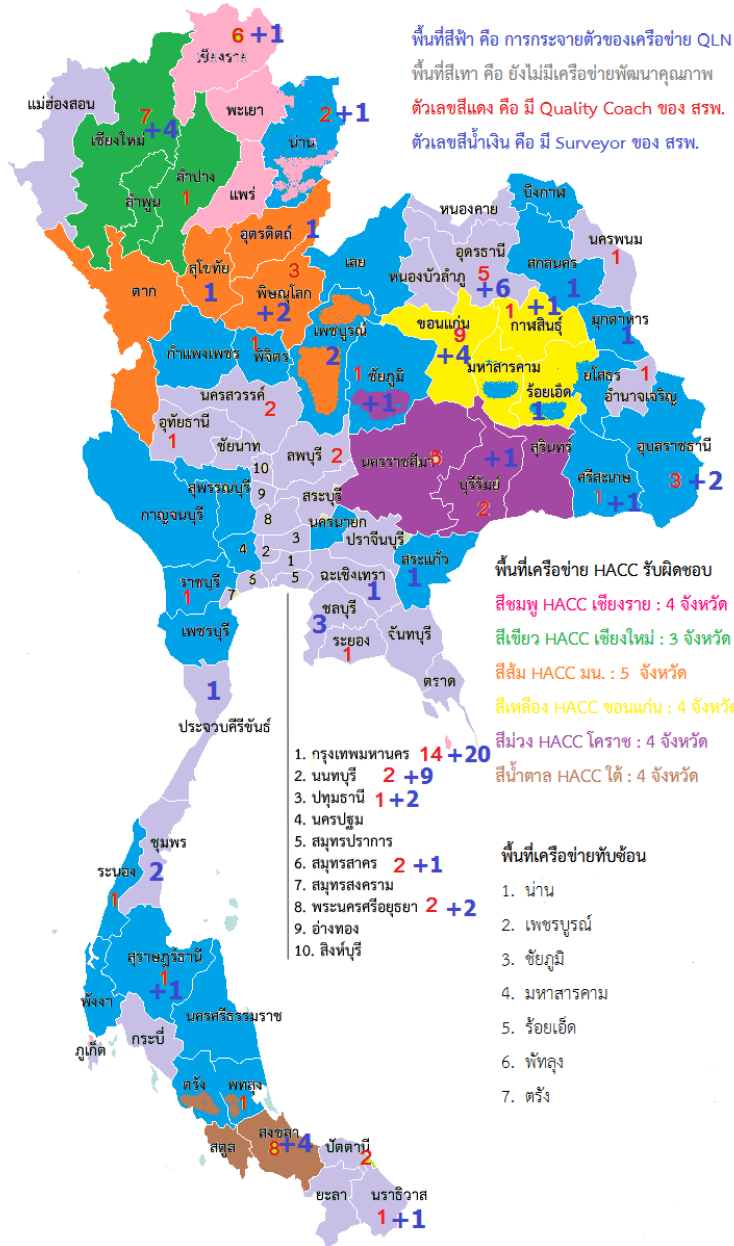 พื้นที่สีฟ้า คือ การกระจายตัวของเครือข่าย QLN
พื้นที่สีเทา คือ ยังไม่มีเครือข่ายพัฒนาคุณภาพ
ตัวเลขสีแดง คือ มี Quality Coach ของ สรพ.
ตัวเลขสีน้ำเงิน คือ มี Surveyor ของ สรพ.
6 +1
เชียงราย
แม่ฮ่องสอน
พะเยา
7
เชียงใหม่ +4
2 +1
น่าน
ลำปาง
1
ลำพูน
แพร่
อุตรดิตถ์ 1
สุโขทัย
1
ตาก
3
พิษณุโลก
+2
เลย
หนองคาย
บึงกาฬ
อุดรธานี
5
+6
หนองบัวลำภู
สกลนคร
1
นครพนม
1
เพชบูรณ์
2
กำแพงเพชร
1
พิจิตร
ขอนแก่น
9
+4
1 +1
กาฬสินธุ์
มุกดาหาร
1
1 ชัยภูมิ
+1
มหาสารคาม
ร้อยเอ็ด
1
ยโสธร
1
อำนาจเจริญ
นครสวรรค์
2
อุทัยธานี
1
ชัยนาท
ลพบุรี 2
นครราชสีมา 5
+1
บุรีรัมย์
2
สุรินทร์
ศรีสะเกษ
1 +1
อุบลราชธานี
3 +2
10
สุพรรณบุรี
9
สระบุรี
กาญจนบุรี
8
นครนายก
3
ปราจีนบุรี
4
2
1
สระแก้ว
1
ราชบุรี
1
6
5
7
ฉะเชิงเทรา
1
ชลบุรี
3
ระยอง
1
จันทบุรี
ตราด
เพชรบุรี
1
ประจวบคีรีขันธ์
พื้นที่เครือข่าย HACC รับผิดชอบ
สีชมพู HACC เชียงราย : 4 จังหวัด
สีเขียว HACC เชียงใหม่ : 3 จังหวัด
สีส้ม HACC มน. : 5 จังหวัด
สีเหลือง HACC ขอนแก่น : 4 จังหวัด
สีม่วง HACC โคราช : 4 จังหวัด
สีน้ำตาล HACC ใต้ : 4 จังหวัด
1. กรุงเทพมหานคร 14 +20
2. นนทบุรี 2 +9
3. ปทุมธานี 1 +2
4. นครปฐม
5. สมุทรปราการ
6. สมุทรสาคร 2 +1
7. สมุทรสงคราม
8. พระนครศรีอยุธยา 2 +2
9. อ่างทอง
10. สิงห์บุรี
พื้นที่เครือข่ายทับซ้อน
1. น่าน
2. เพชรบูรณ์
3. ชัยภูมิ
4. มหาสารคาม
5. ร้อยเอ็ด
6. พัทลุง
7. ตรัง
ชุมพร
2
ระนอง
1
สุราษฎร์ธานี
1
+1
พังงา
นครศรีธรรมราช
กระบี่
ภูเก็ต
ตรัง
พทลุง
1
สตูล
สงขลา
8 +4
ปัตตานี
2
ยะลา
นราธิวาส
1 +1